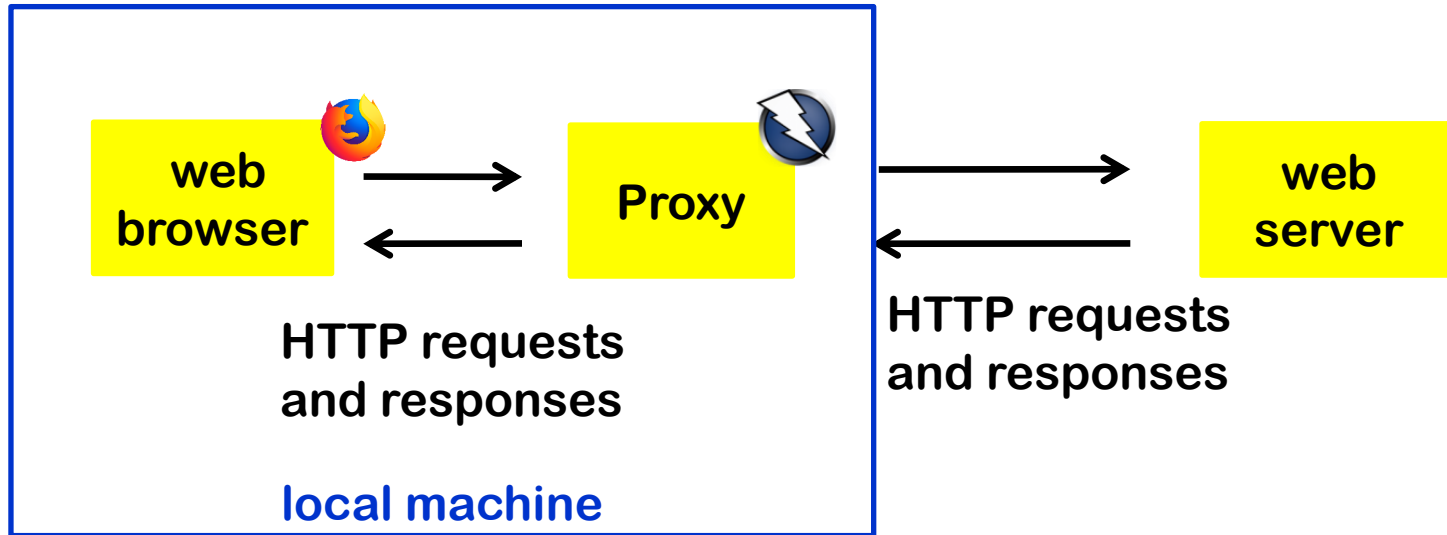 web
browser
Proxy
web
server
HTTP requests
and responses
HTTP requests
and responses
local machine